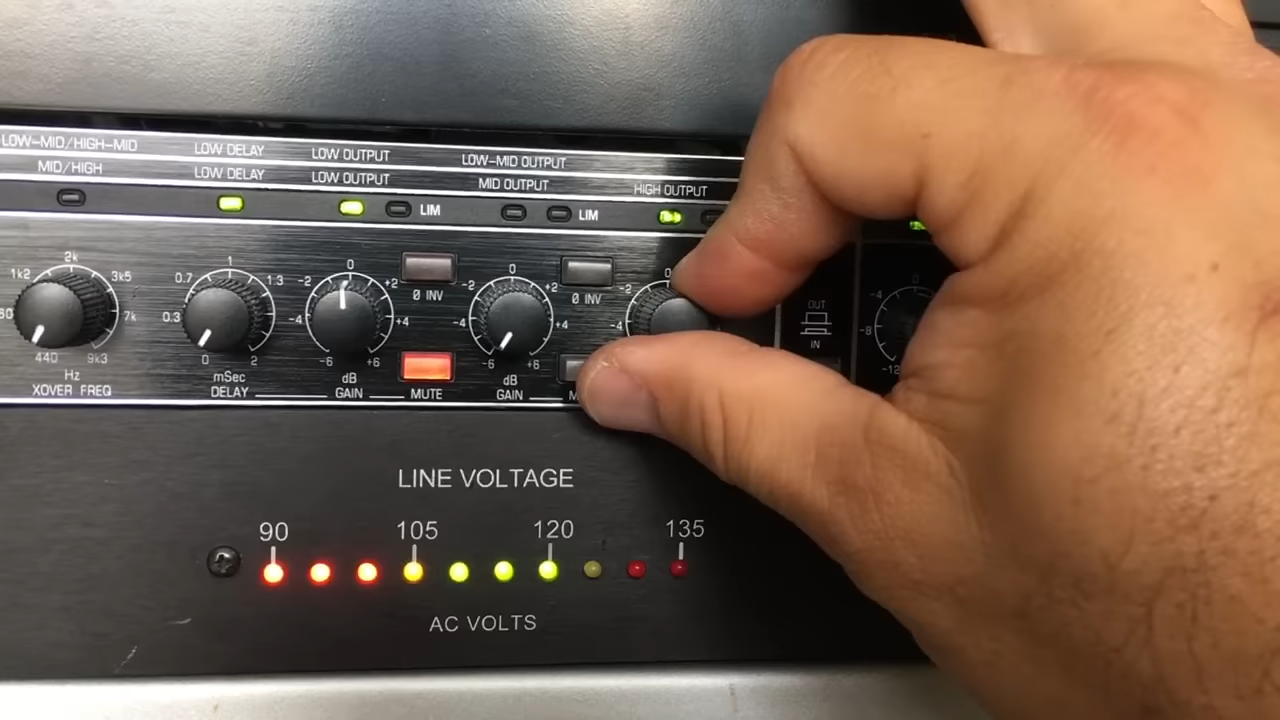 LOW-MID/HIGH-MID LOW DELAY LOW OUTPUT LOW-MID OUTPUT
MID/HIGH LOW DELAY LOW OUTPUT MID OUTPUT HIGH OUTPUT
LIM LIM
2k 1 0 0 0 0
1k2 3k5 0.7 1.3 -2 +2 -2 +2 -2 -4
Ø INV Ø INV OUT
7k 0.3 -4 +4 -4 +4 -4 -8
IN
440 9k3 0 2 -6 +6 -6 +6 -12
Hz mSec dB dB
XOVER FREQ DELAY GAIN MUTE GAIN M
LINE VOLTAGE
90 105 120 135
AC VOLTS